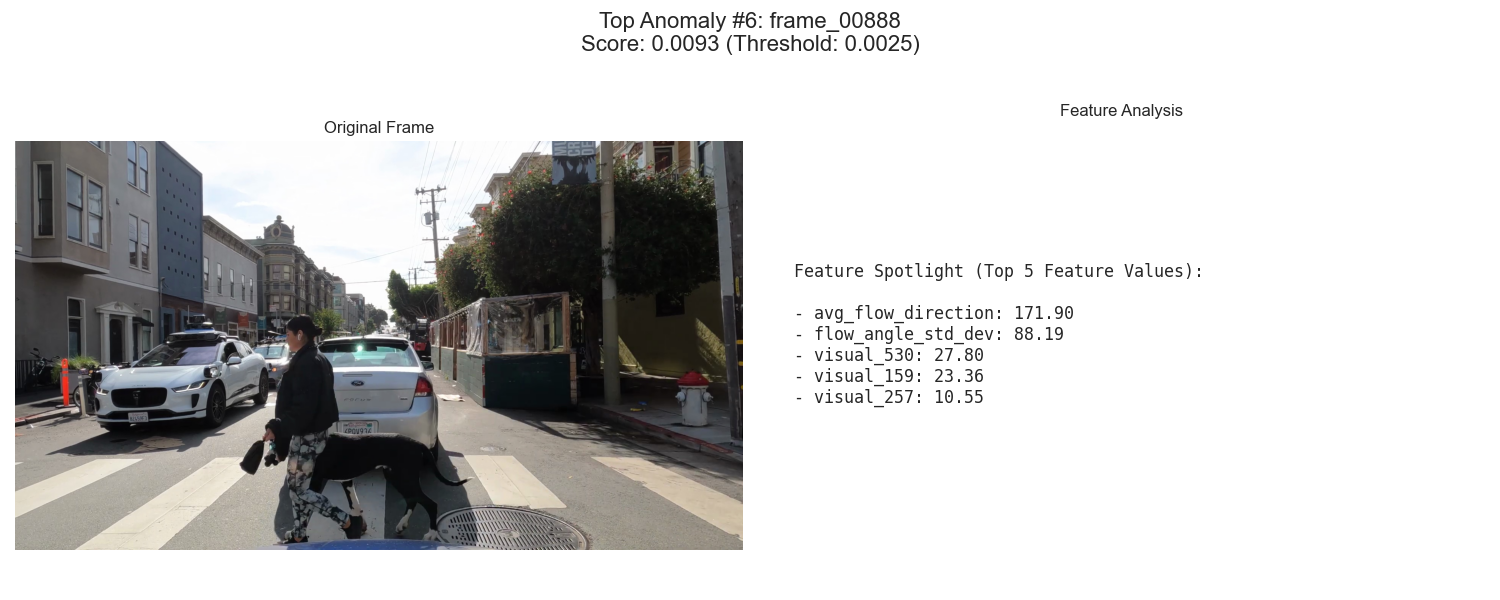 Top Anomaly #6: frame_00888
Score: 0.0093 (Threshold: 0.0025)
Original Frame
Feature Analysis
Feature Spotlight (Top 5 Feature Values):
- avg_flow_direction: 171.90
- flow_angle_std_dev: 88.19
- visual_530: 27.80
- visual_159: 23.36
- visual_257: 10.55
Ford